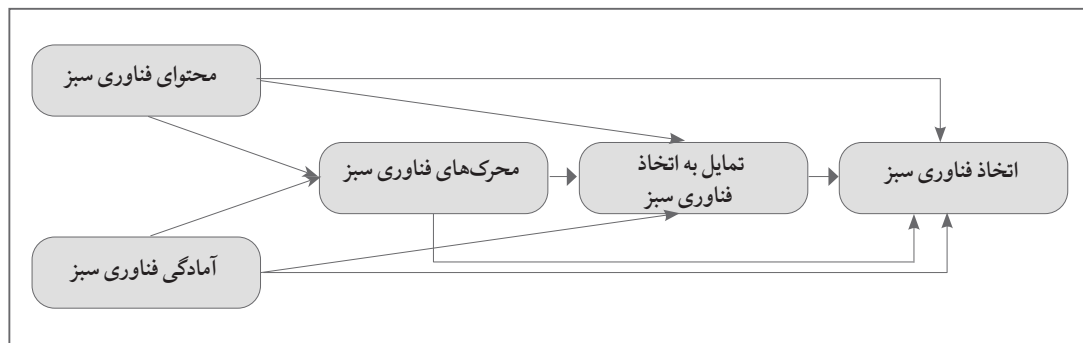 محتوای فناوری سبز
محرک‌های فناوری سبز
تمایل به اتخاذ
فناوری سبز
اتخاذ فناوری سبز
آمادگی فناوری سبز